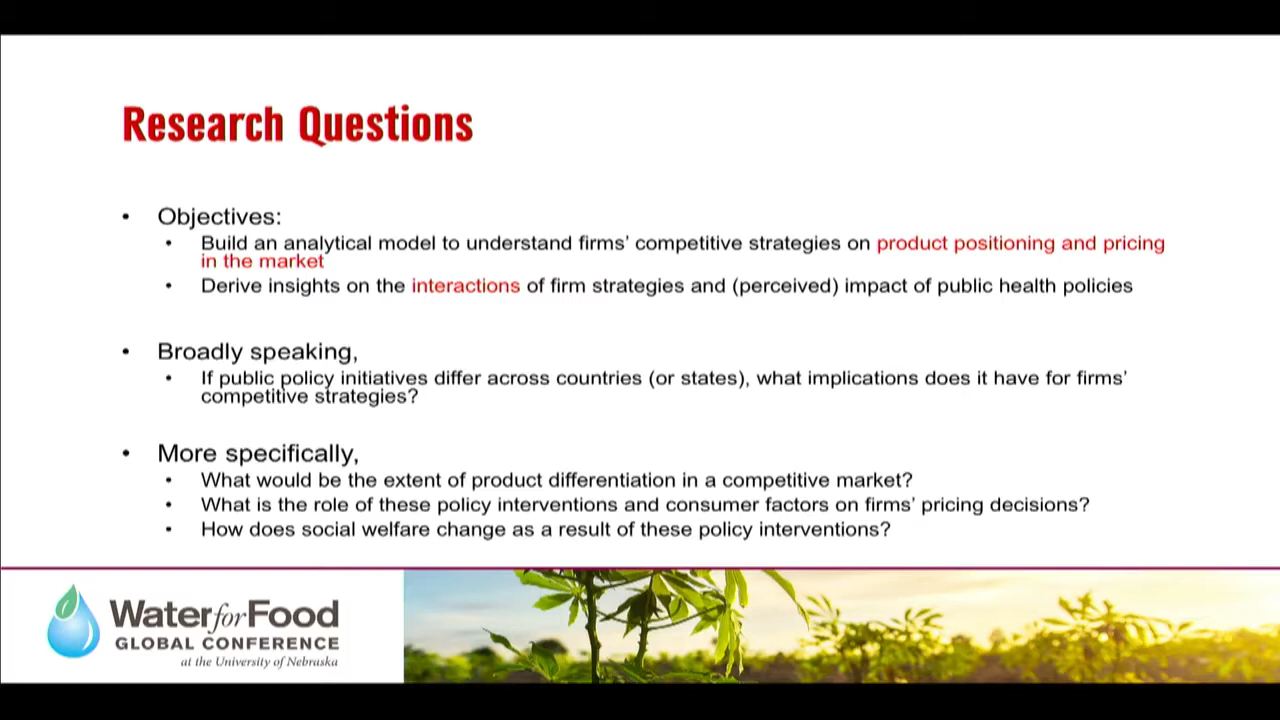 Research Questions
• Objectives:
• Build an analytical model to understand firms' competitive strategies on product positioning and pricing
in the market
• Derive insights on the interactions of firm strategies and (perceived) impact of public health policies
• Broadly speaking,
• If public policy initiatives differ across countries (or states), what implications does it have for firms'
competitive strategies?
• More specifically,
• What would be the extent of product differentiation in a competitive market?
• What is the role of these policy interventions and consumer factors on firms' pricing decisions?
• How does social welfare change as a result of these policy interventions?
Water for Food
GLOBAL CONFERENCE
at the University of Nebraska